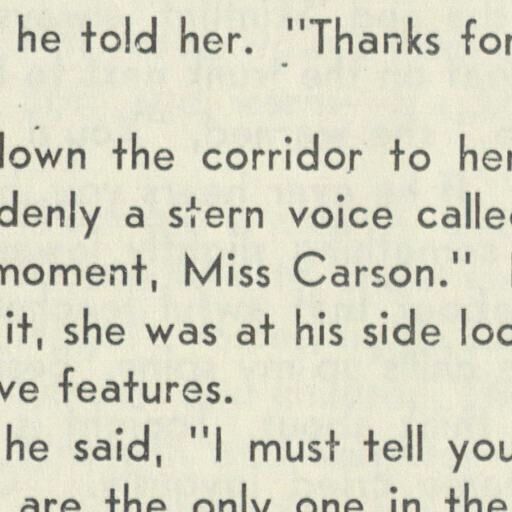 he told her. "Thanks for
down the corridor to her
denly a stern voice called
moment, Miss Carson."
it, she was at his side loo
ve features.
he said, "I must tell you
are the only one in the